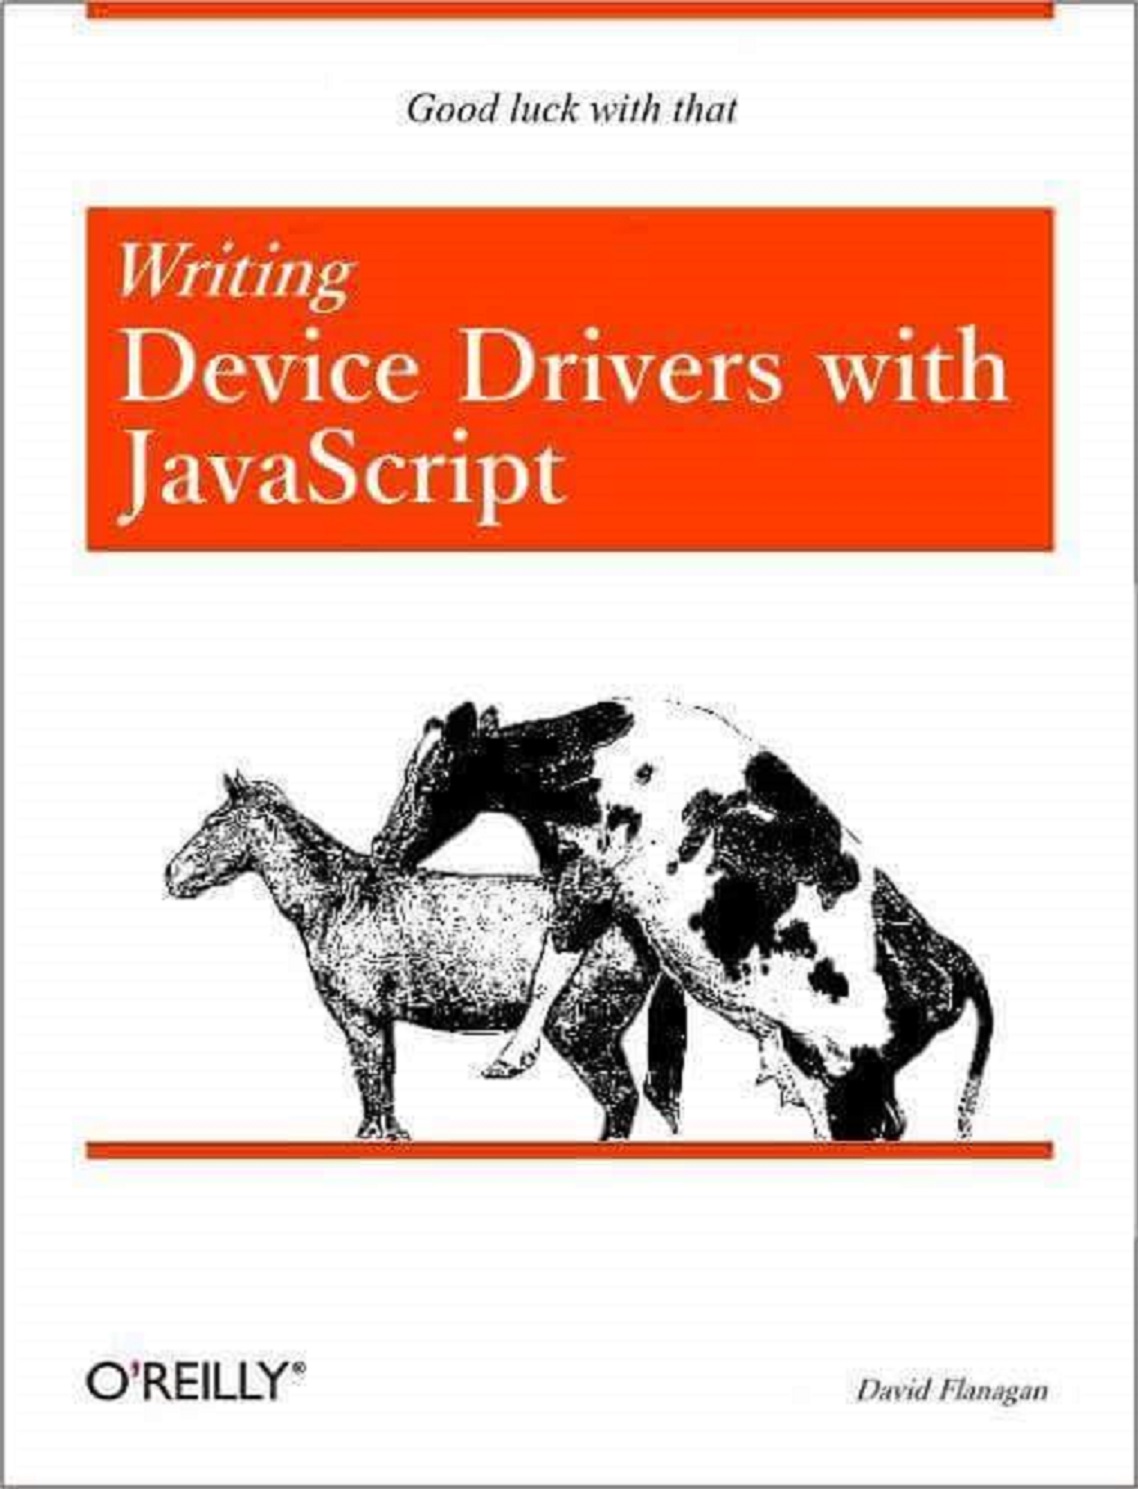 Good luck with that
Writing
Device Drivers with
JavaScript
O'REILLY®
David Flanagan